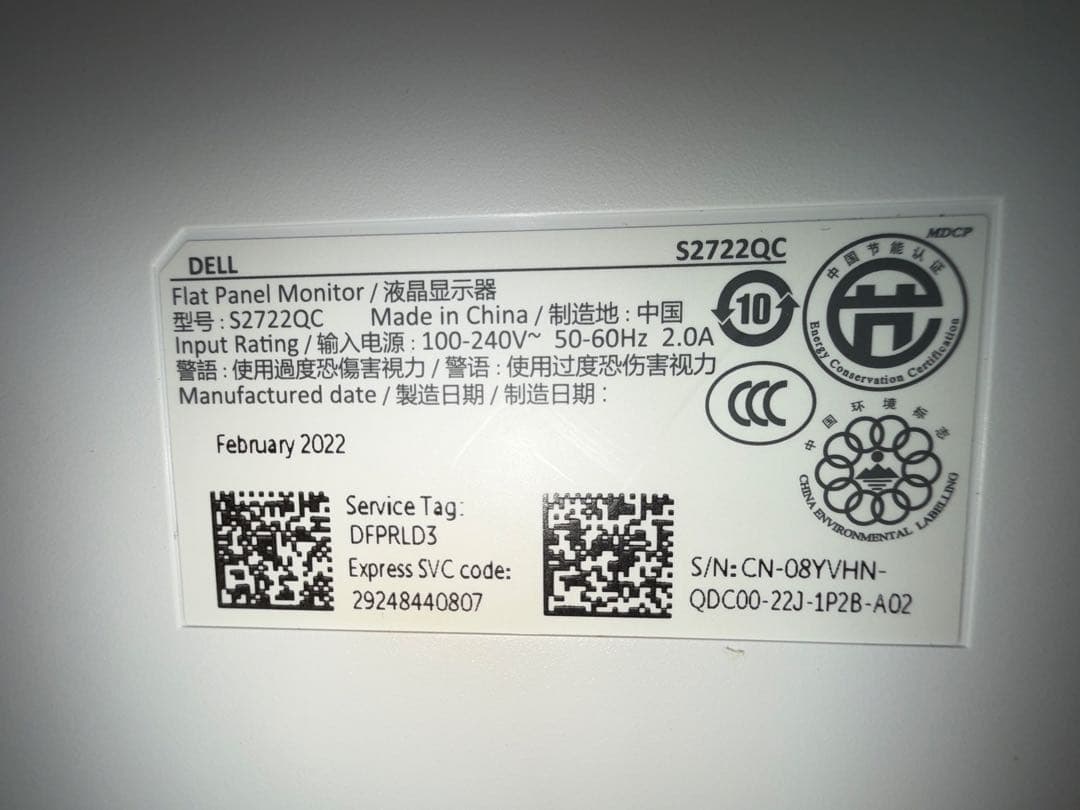 MDCP
DELL S2722QC
Flat Panel Monitor / 液晶显示器
型号 : S2722QC Made in China / 制造地 : 中国
Input Rating / 输入电源 : 100-240V~ 50-60Hz 2.0A
警語 : 使用過度恐傷害視力 / 警语 : 使用过度恐伤害视力
Manufactured date / 製造日期 / 制造日期 :
10
中国节能认证
Energy Conservation Certification
CCC
中国环境标志
CHINA ENVIRONMENTAL LABELLING
February 2022
Service Tag:
DFPRLD3
Express SVC code:
29248440807
S/N: CN-08YVHN-
QDC00-22J-1P2B-A02